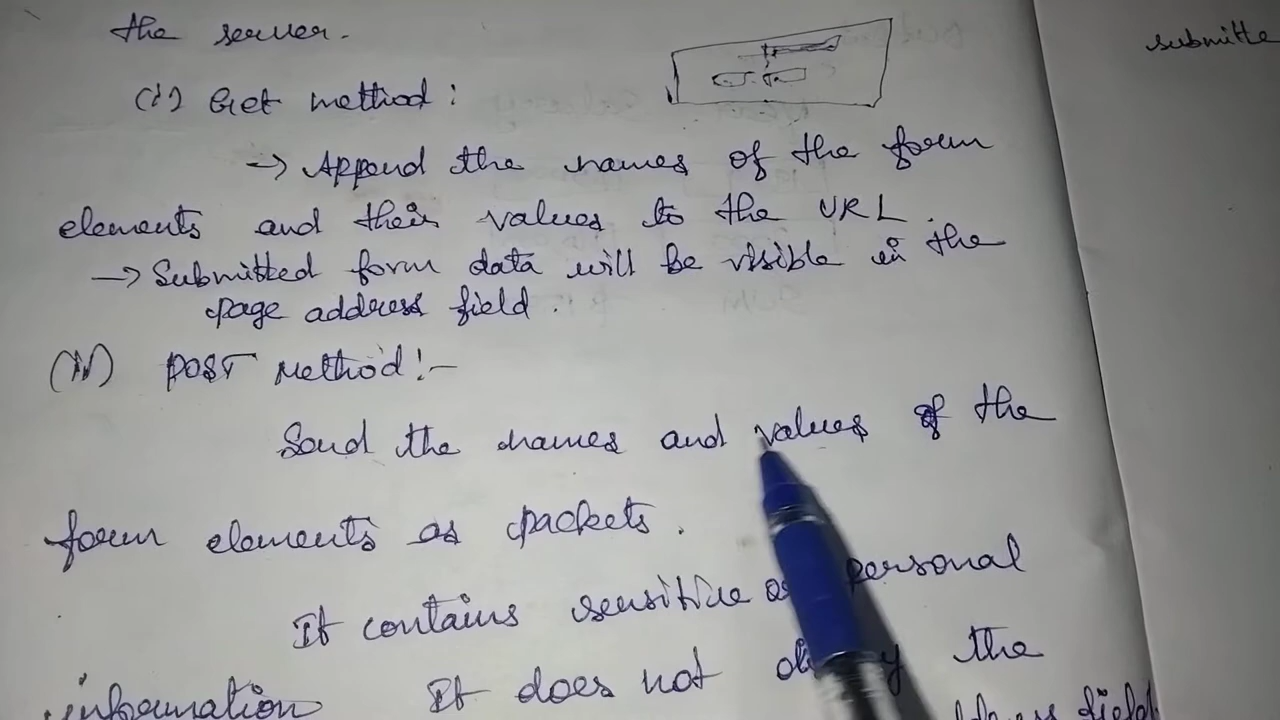 the server.
submitte
(i) Get method:
→ Append the names of the form
elements and their values to the URL.
→ Submitted form data will be visible in the
page address field.
POST Method:-
Send the names and values of the
form elements as packets.
It contains sensitive or personal
information It does not the
field